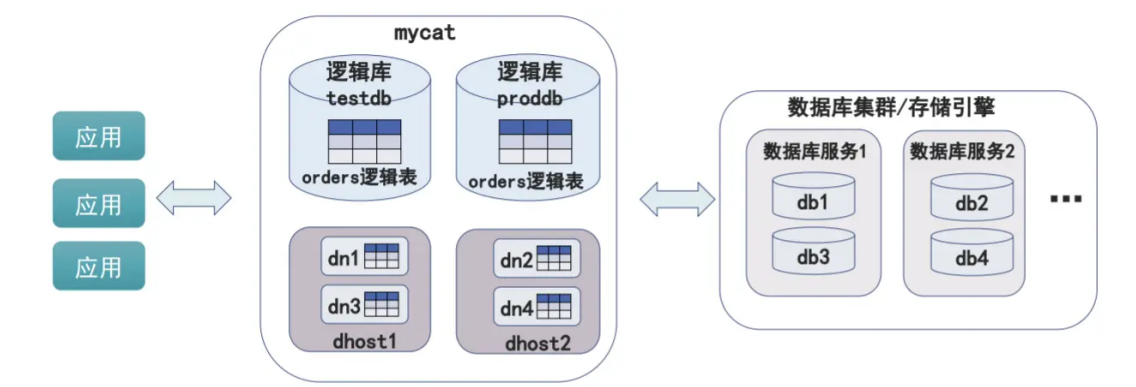 应用
应用
应用
mycat
逻辑库
testdb
orders逻辑表
逻辑库
proddb
orders逻辑表
dn1
dn3
dhost1
dn2
dn4
dhost2
数据库集群/存储引擎
数据库服务1
db1
db3
数据库服务2
db2
db4
...